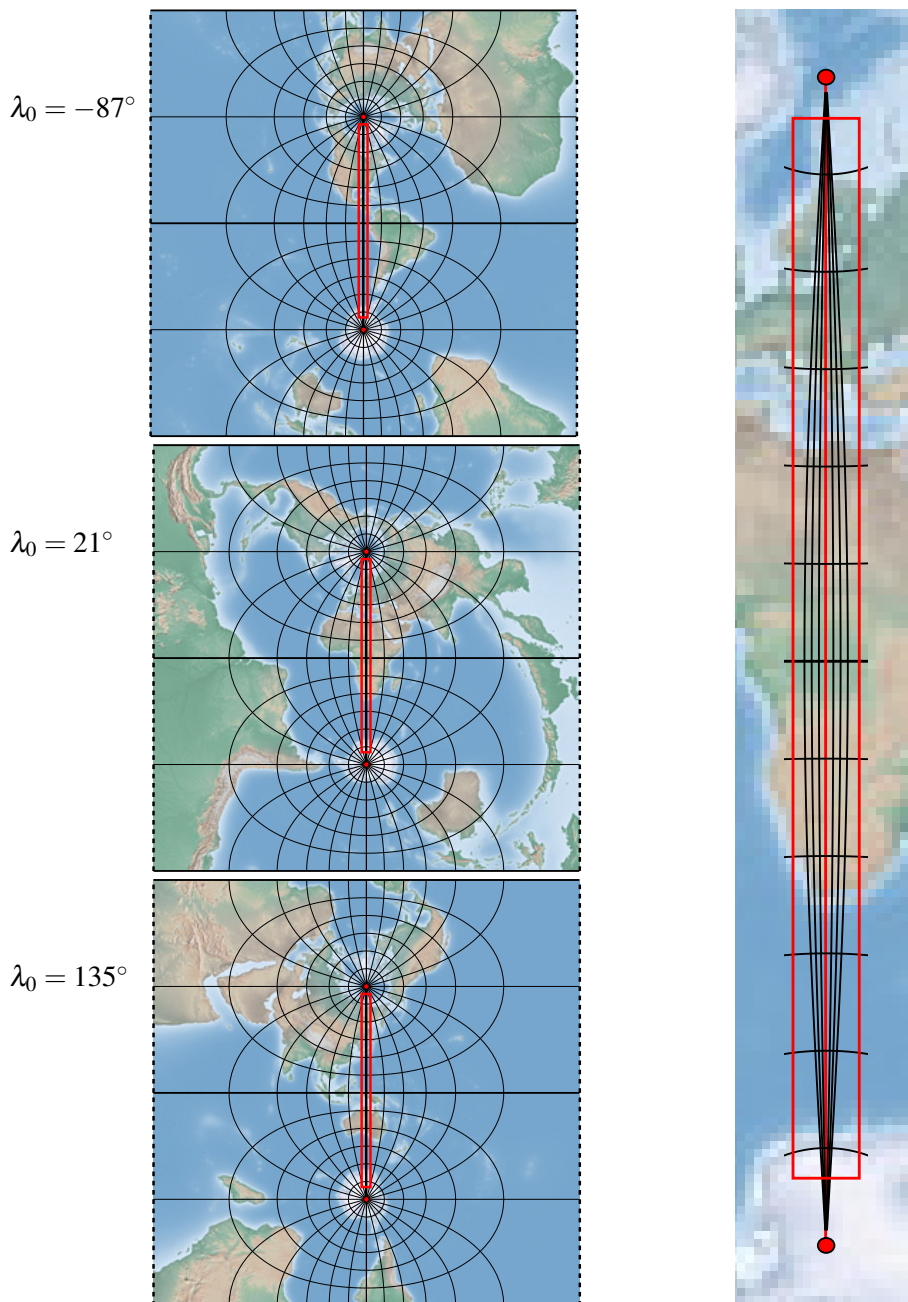 λ₀ = −87°
λ₀ = 21°
λ₀ = 135°